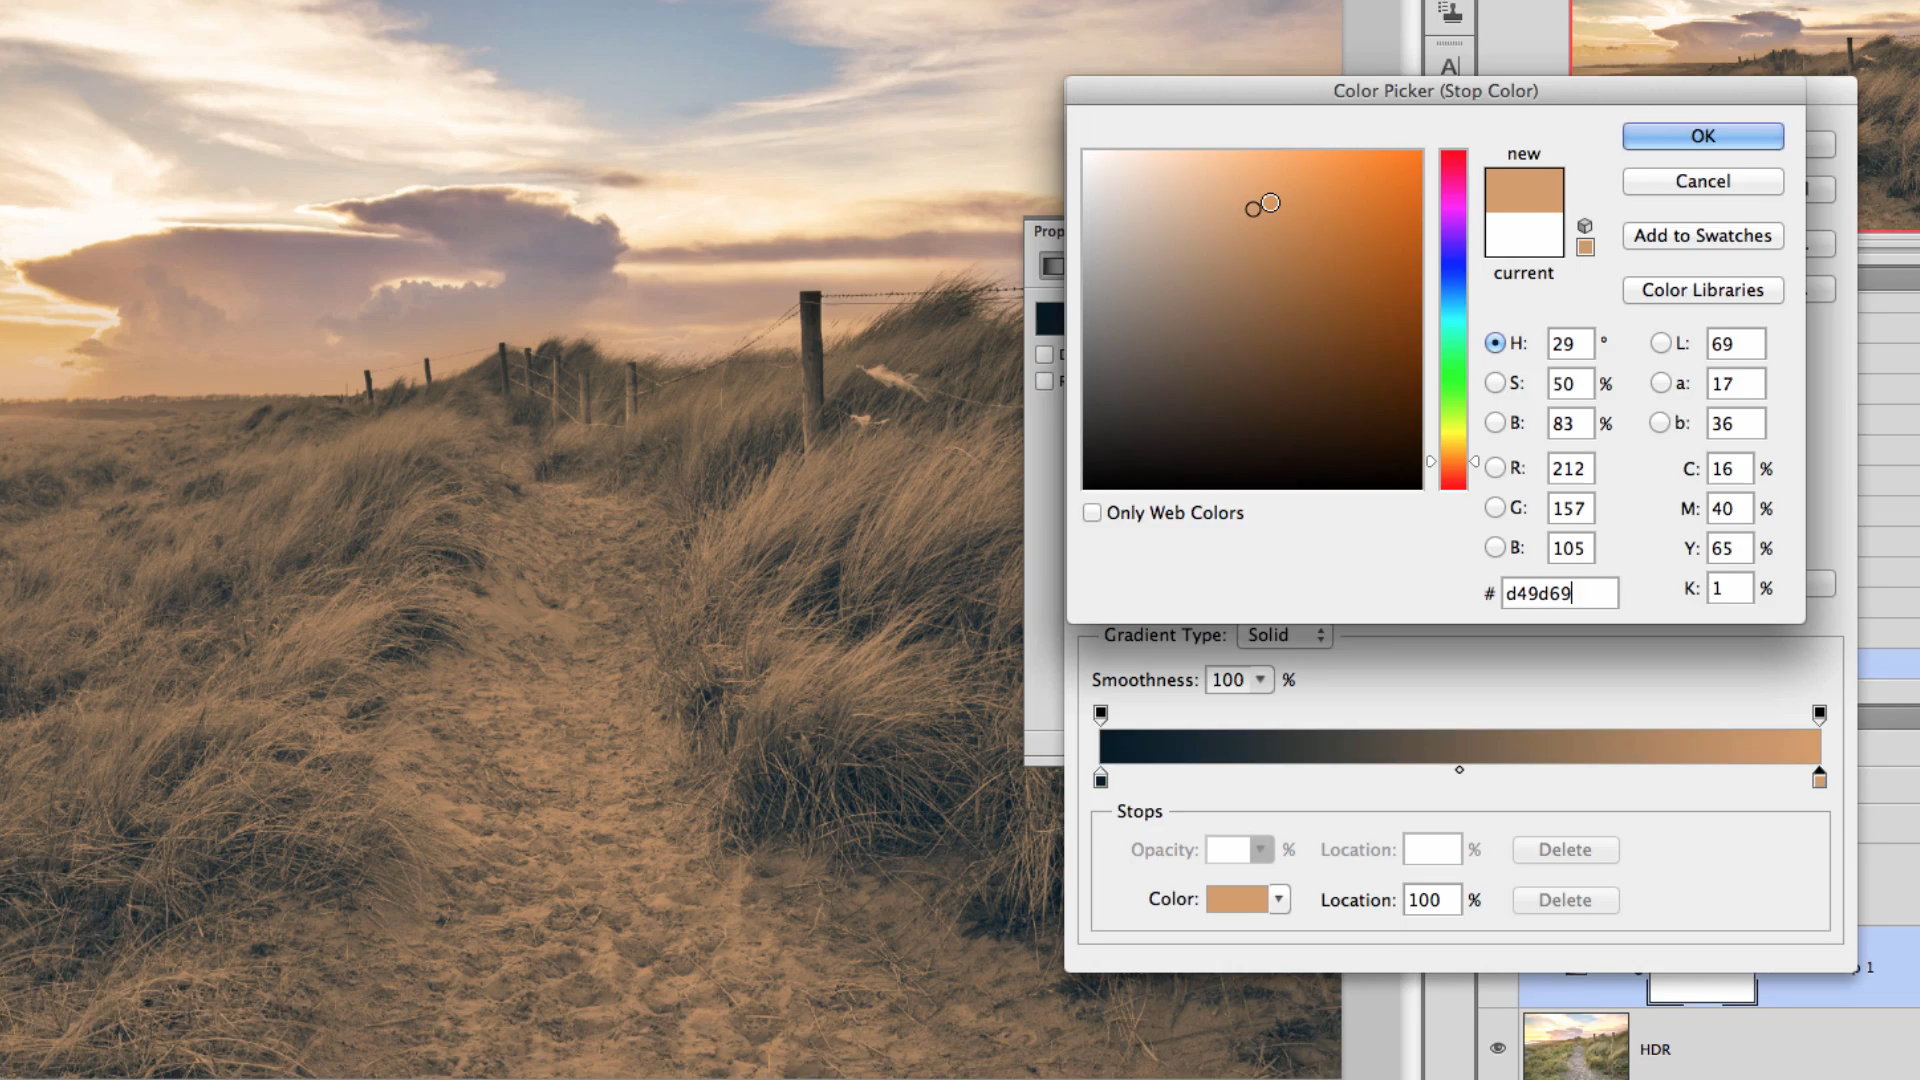 A|
Color Picker (Stop Color)
new
current
OK
Cancel
Add to Swatches
Color Libraries
H: 29 °
S: 50 %
B: 83 %
R: 212
G: 157
B: 105
# d49d69
L: 69
a: 17
b: 36
C: 16 %
M: 40 %
Y: 65 %
K: 1 %
Only Web Colors
Prop
Gradient Type: Solid
Smoothness: 100 %
Stops
Opacity: % Location: % Delete
Color: Location: 100 % Delete
1
HDR